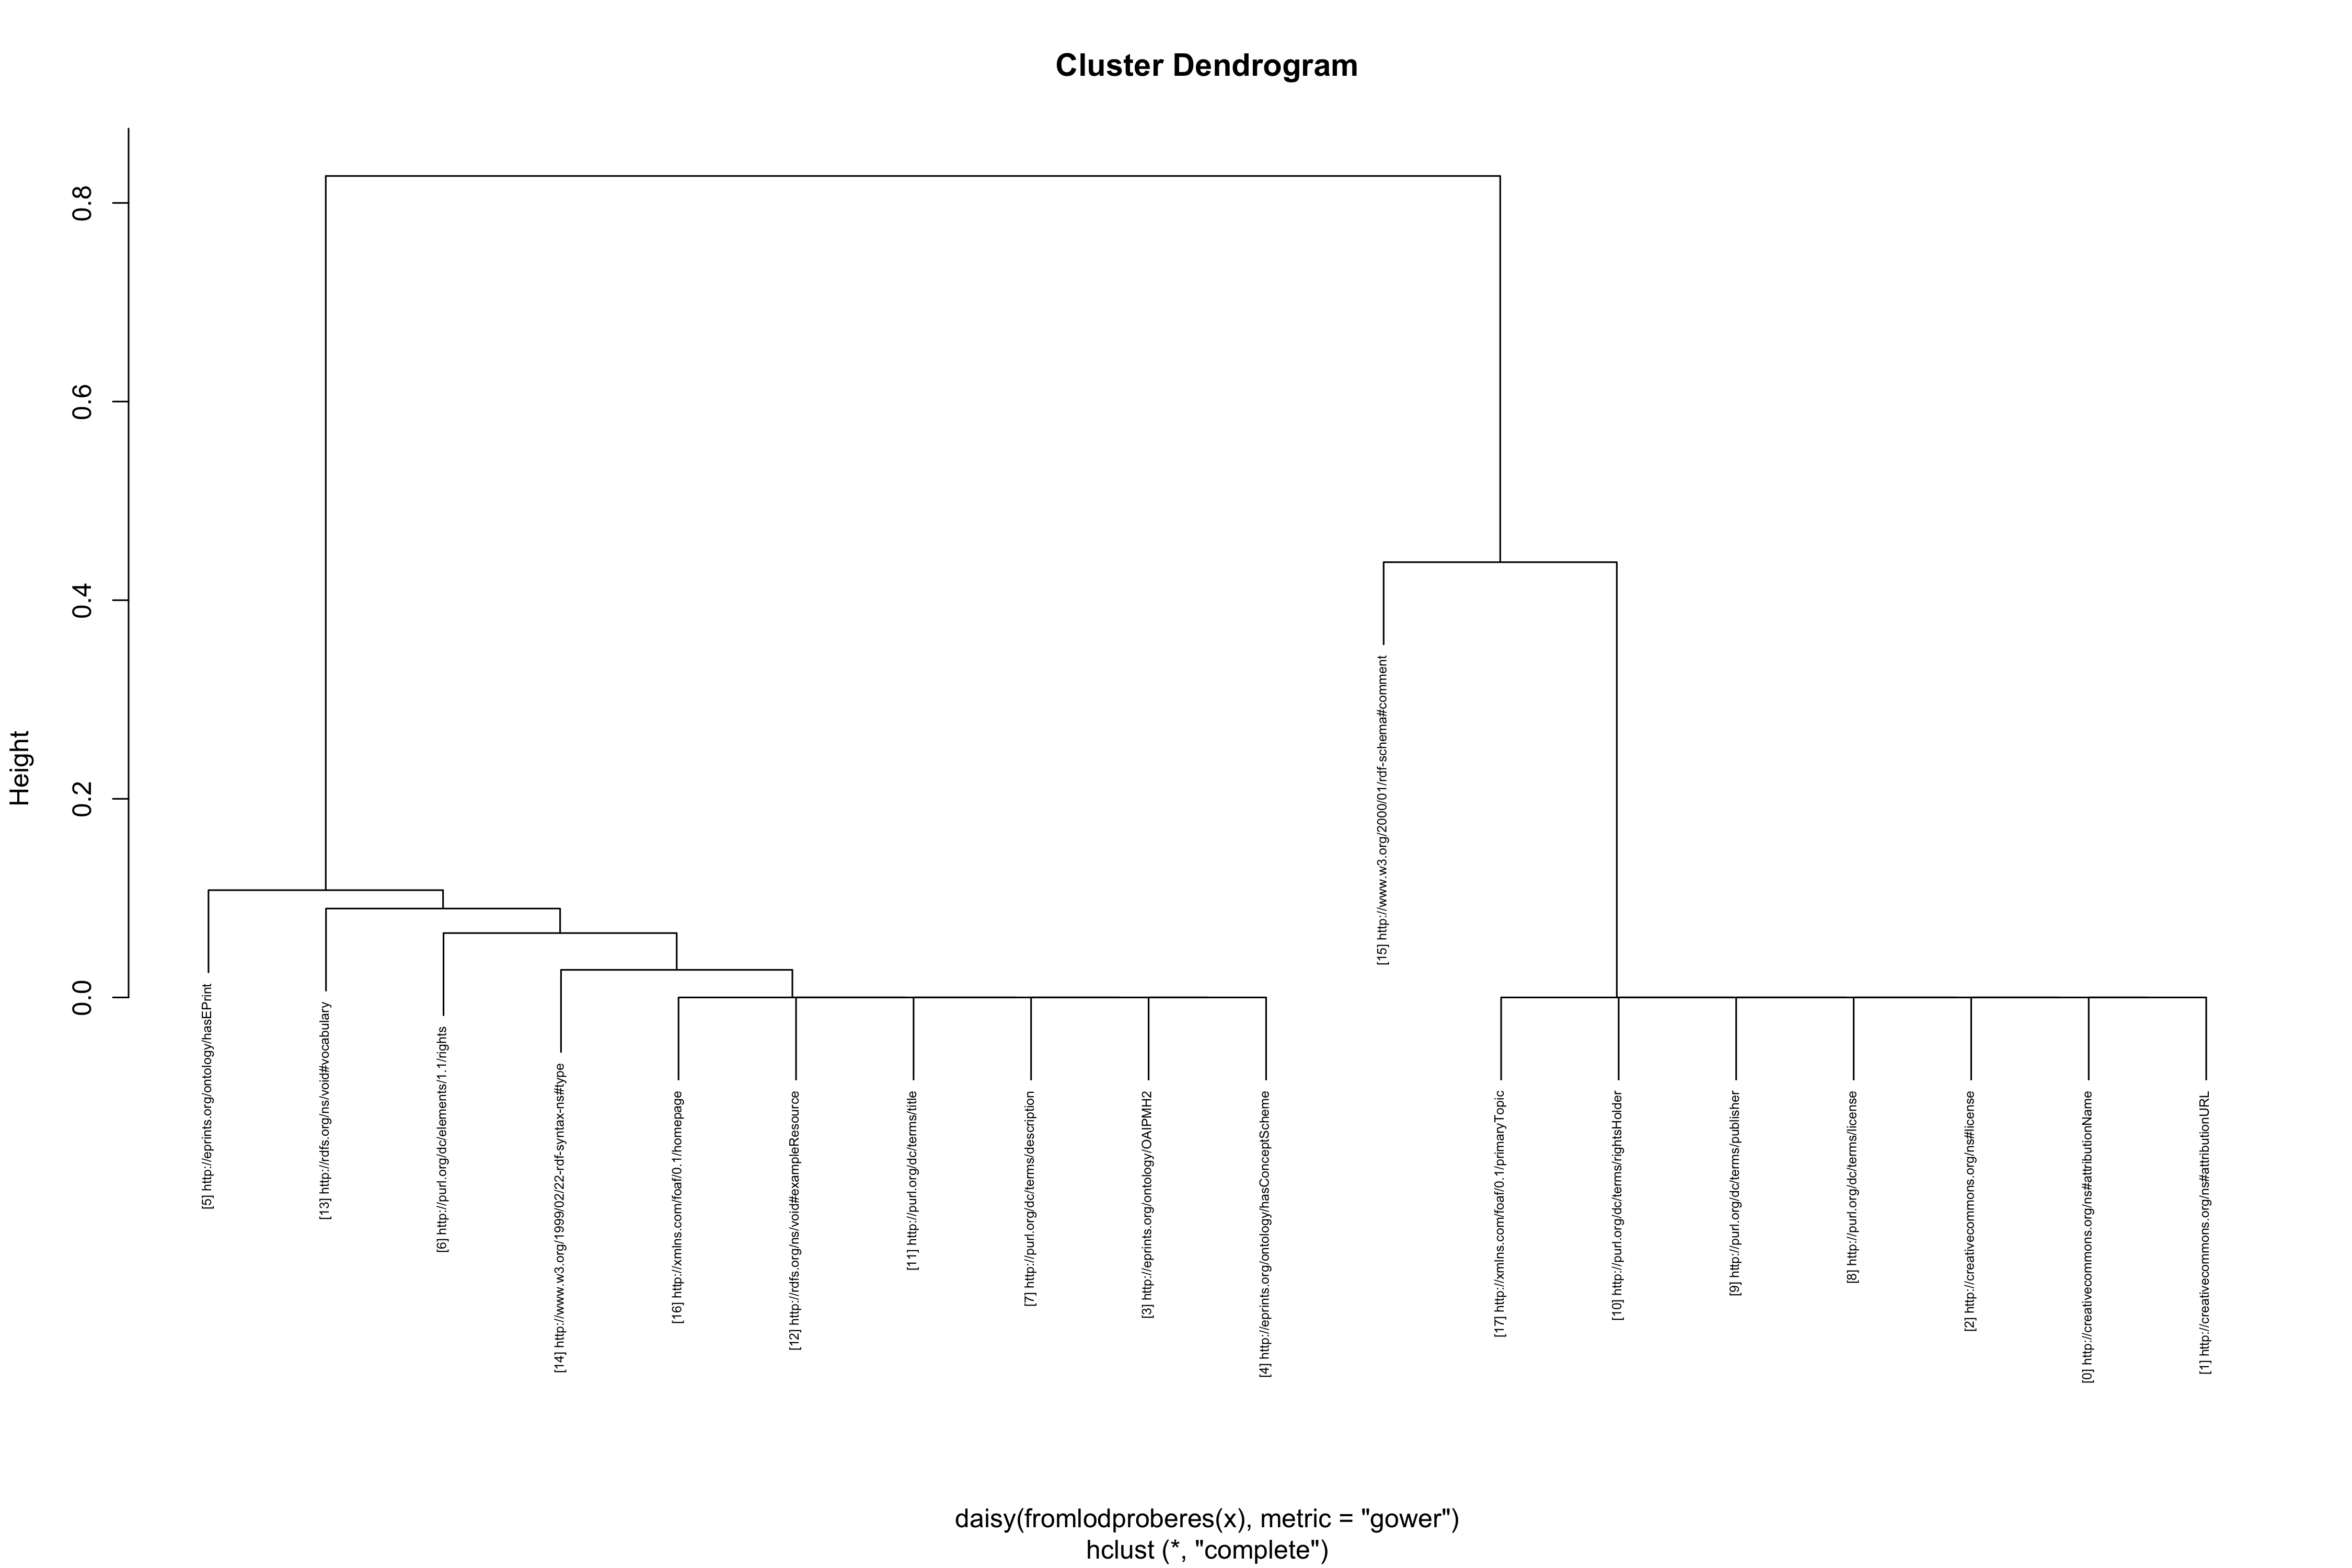 Cluster Dendrogram
Height
0.0
0.2
0.4
0.6
0.8
[5] http://eprints.org/ontology/hasEPrint
[13] http://rdfs.org/ns/void#vocabulary
[6] http://purl.org/dc/elements/1.1/rights
[14] http://www.w3.org/1999/02/22-rdf-syntax-ns#type
[16] http://xmlns.com/foaf/0.1/homepage
[12] http://rdfs.org/ns/void#exampleResource
[11] http://purl.org/dc/terms/title
[7] http://purl.org/dc/terms/description
[3] http://eprints.org/ontology/OAIPMH2
[4] http://eprints.org/ontology/hasConceptScheme
[15] http://www.w3.org/2000/01/rdf-schema#comment
[17] http://xmlns.com/foaf/0.1/primaryTopic
[10] http://purl.org/dc/terms/rightsHolder
[9] http://purl.org/dc/terms/publisher
[8] http://purl.org/dc/terms/license
[2] http://creativecommons.org/ns#license
[0] http://creativecommons.org/ns#attributionName
[1] http://creativecommons.org/ns#attributionURL
daisy(fromlodproberes(x), metric = "gower")
hclust (*, "complete")